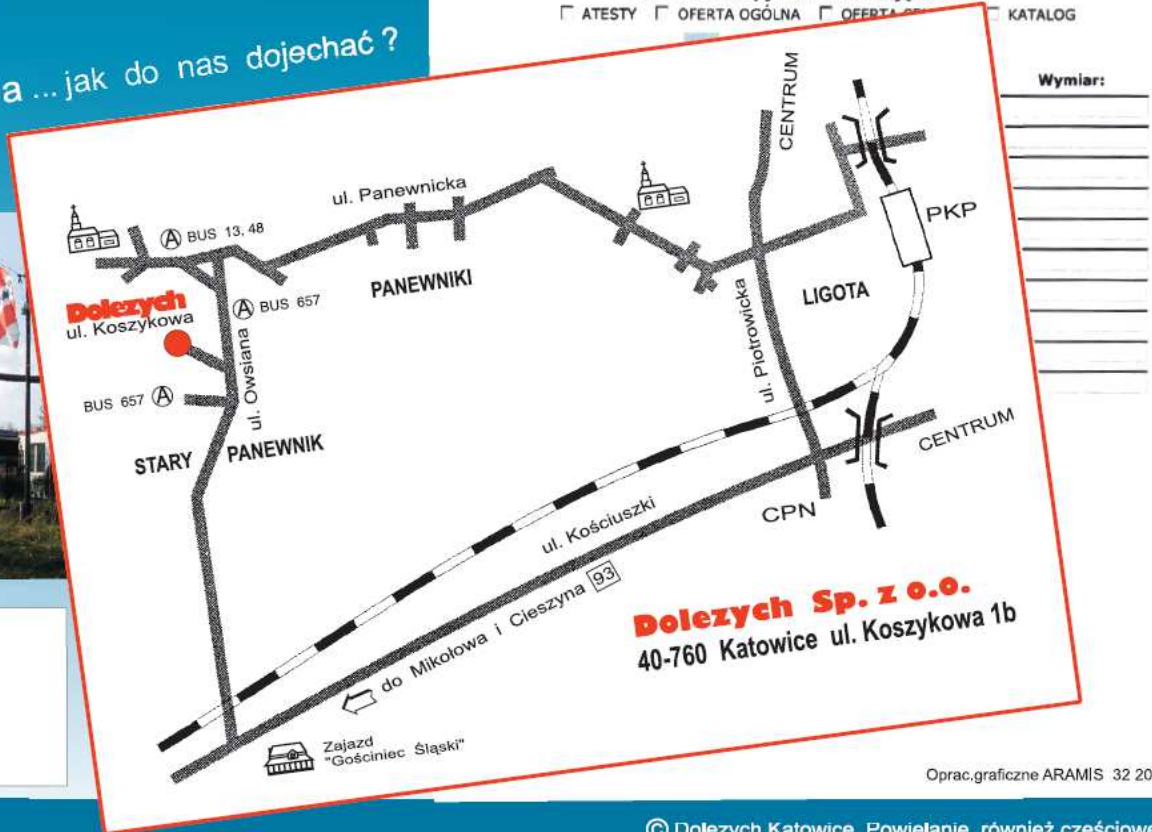 a ... jak do nas dojechać ?
ATESTY OFERTA OGÓLNA OFERTA KATALOG
Wymiar:
CENTRUM
ul. Panewnicka
PKP
A BUS 13, 48
PANEWNIKI
LIGOTA
Dolezych
ul. Koszykowa
A BUS 657
ul. Owsiana
ul. Piotrowicka
BUS 657 A
STARY PANEWNIK
CENTRUM
CPN
ul. Kościuszki
do Mikołowa i Cieszyna 93
Dolezych Sp. z o.o.
40-760 Katowice ul. Koszykowa 1b
Zajazd
"Gościniec Śląski"
Oprac.graficzne ARAMIS 32 20
© Dolezych Katowice. Powielanie, również częściowe